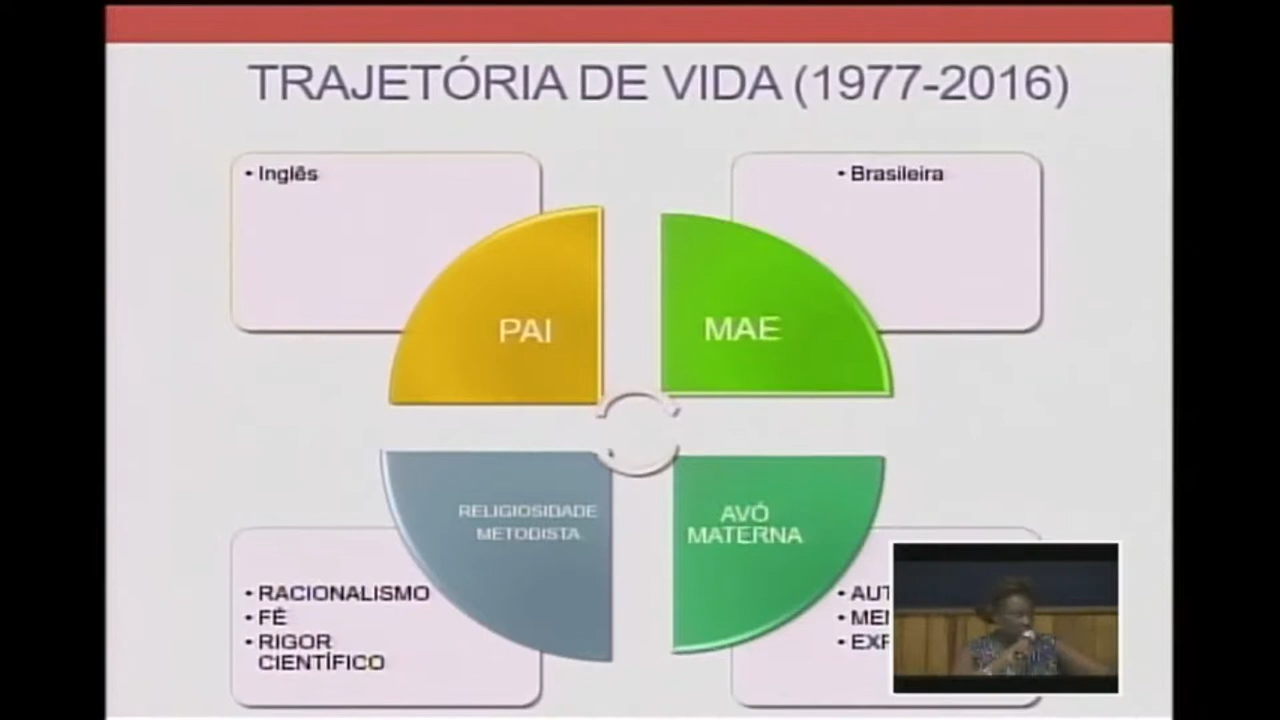 TRAJETÓRIA DE VIDA (1977-2016)
• Inglês
• Brasileira
PAI
MAE
RELIGIOSIDADE
METODISTA
AVÓ
MATERNA
• RACIONALISMO
• FÉ
• RIGOR
CIENTÍFICO